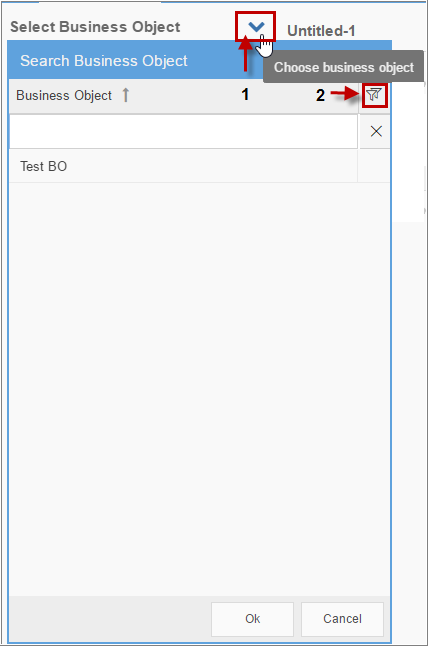 Select Business Object
Untitled-1
Search Business Object
Choose business object
Business Object ↑ 1 2
Test BO
Ok Cancel